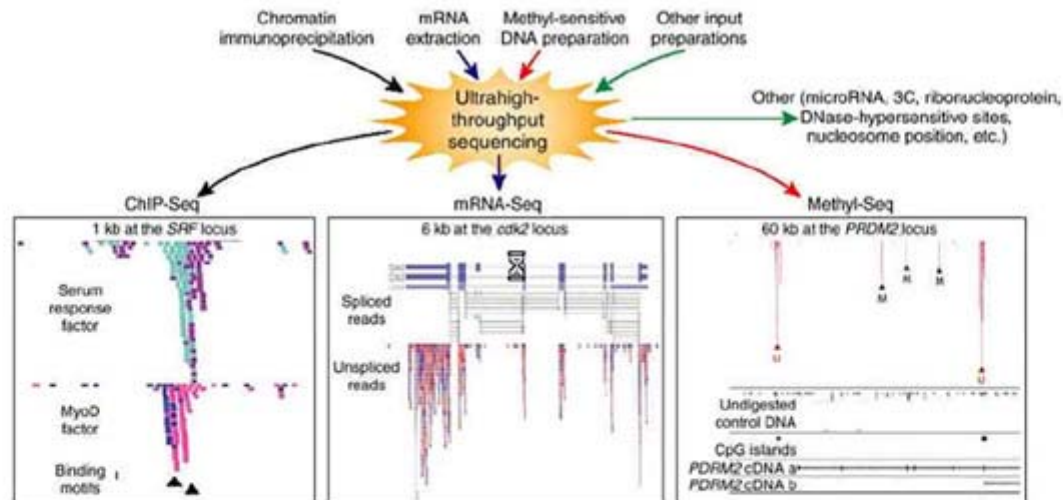 Chromatin
immunoprecipitation
mRNA
extraction
Methyl-sensitive
DNA preparation
Other input
preparations
Ultrahigh-
throughput
sequencing
Other (microRNA, 3C, ribonucleoprotein,
DNase-hypersensitive sites,
nucleosome position, etc.)
ChIP-Seq
1 kb at the SRF locus
Serum
response
factor
MyoD
factor
Binding
motifs
mRNA-Seq
6 kb at the cdk2 locus
Spliced
reads
Unspliced
reads
Methyl-Seq
60 kb at the PRDM2 locus
M
M
M
U
U
Undigested
control DNA
CpG islands
PDRM2 cDNA a
PDRM2 cDNA b